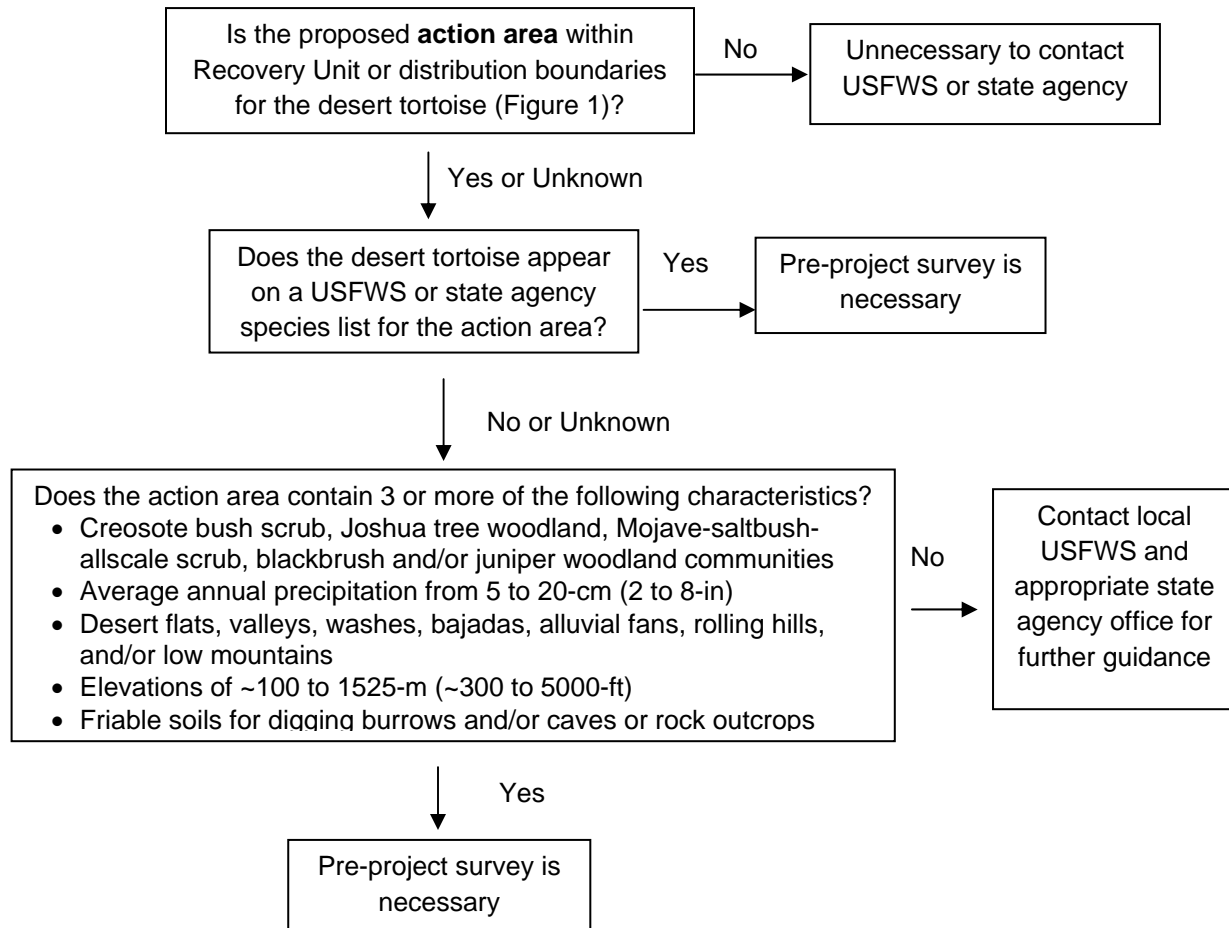 Is the proposed action area within
Recovery Unit or distribution boundaries
for the desert tortoise (Figure 1)?
No
Unnecessary to contact
USFWS or state agency
Yes or Unknown
Does the desert tortoise appear
on a USFWS or state agency
species list for the action area?
Yes
Pre-project survey is
necessary
No or Unknown
Does the action area contain 3 or more of the following characteristics?
• Creosote bush scrub, Joshua tree woodland, Mojave-saltbush-
allscale scrub, blackbrush and/or juniper woodland communities
• Average annual precipitation from 5 to 20-cm (2 to 8-in)
• Desert flats, valleys, washes, bajadas, alluvial fans, rolling hills,
and/or low mountains
• Elevations of ~100 to 1525-m (~300 to 5000-ft)
• Friable soils for digging burrows and/or caves or rock outcrops
No
Contact local
USFWS and
appropriate state
agency office for
further guidance
Yes
Pre-project survey is
necessary